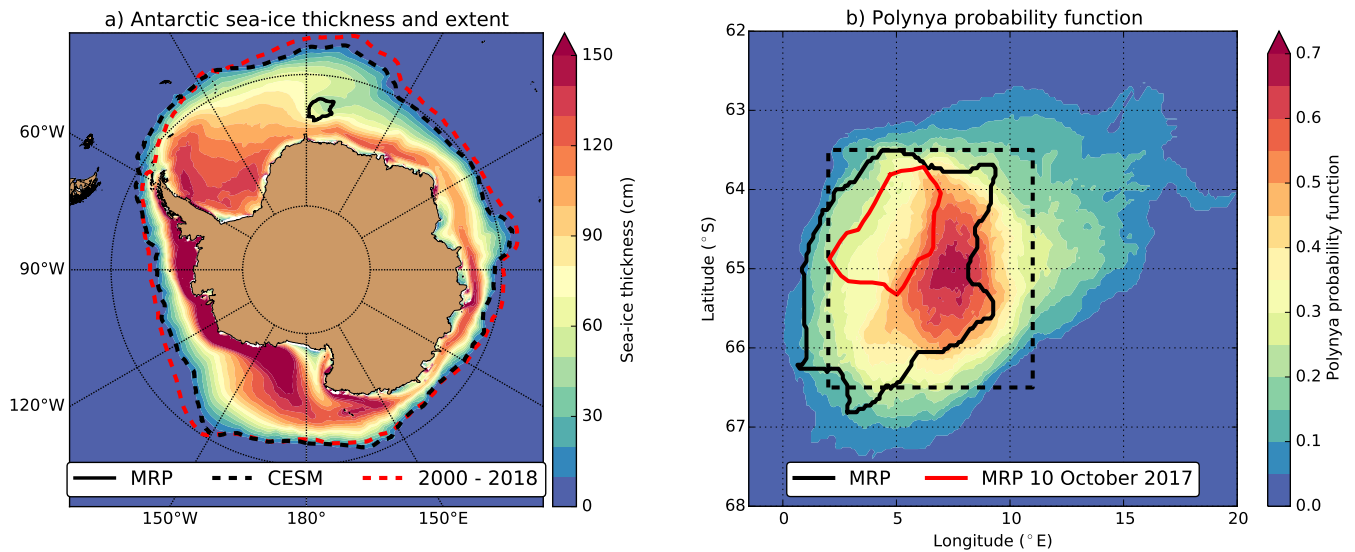 a) Antarctic sea-ice thickness and extent
60°W
90°W
120°W
150°W 180° 150°E
MRP CESM 2000 - 2018
150
120
90
60
30
0
Sea-ice thickness (cm)
b) Polynya probability function
62
63
64
65
66
67
68
Latitude (°S)
0 5 10 15 20
Longitude (°E)
MRP MRP 10 October 2017
0.7
0.6
0.5
0.4
0.3
0.2
0.1
0.0
Polynya probability function